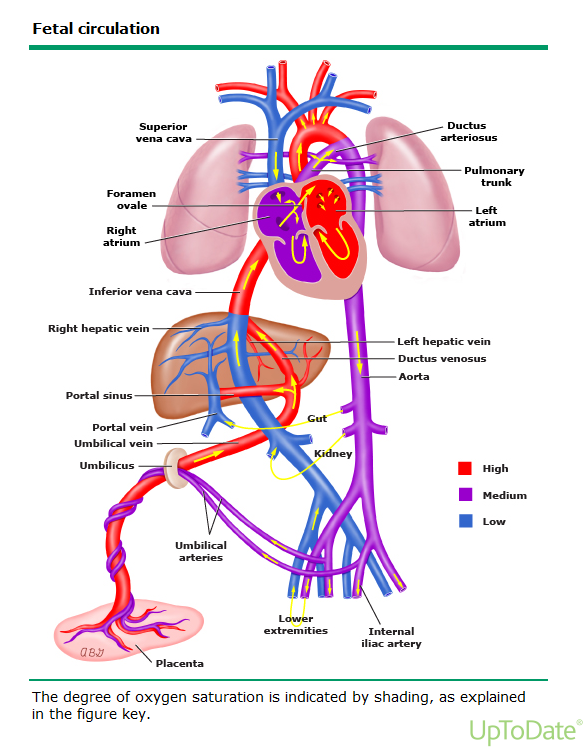 Fetal circulation
Superior
vena cava
Ductus
arteriosus
Pulmonary
trunk
Foramen
ovale
Left
atrium
Right
atrium
Inferior vena cava
Right hepatic vein
Left hepatic vein
Ductus venosus
Aorta
Portal sinus
Gut
Portal vein
Umbilical vein
Kidney
Umbilicus
High
Medium
Low
Umbilical
arteries
Lower
extremities
Internal
iliac artery
Placenta
The degree of oxygen saturation is indicated by shading, as explained
in the figure key.
UpToDate®